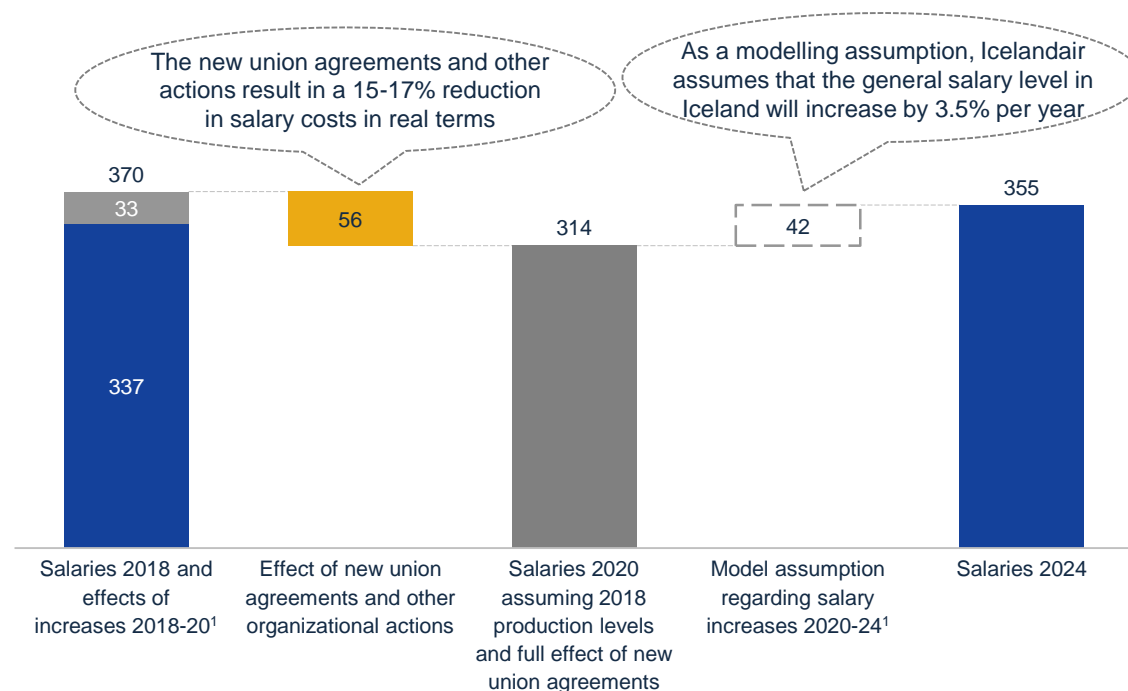 The new union agreements and other
actions result in a 15-17% reduction
in salary costs in real terms
As a modelling assumption, Icelandair
assumes that the general salary level in
Iceland will increase by 3.5% per year
370
33
337
56
314
42
355
Salaries 2018 and
effects of
increases 2018-20¹
Effect of new union
agreements and other
organizational actions
Salaries 2020
assuming 2018
production levels
and full effect of new
union agreements
Model assumption
regarding salary
increases 2020-24¹
Salaries 2024